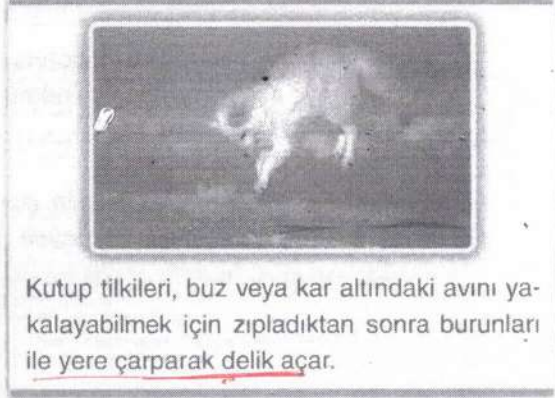 Kutup tilkileri, buz veya kar altındaki avını ya-
kalayabilmek için zıpladıktan sonra burunları
ile yere çarparak delik açar.